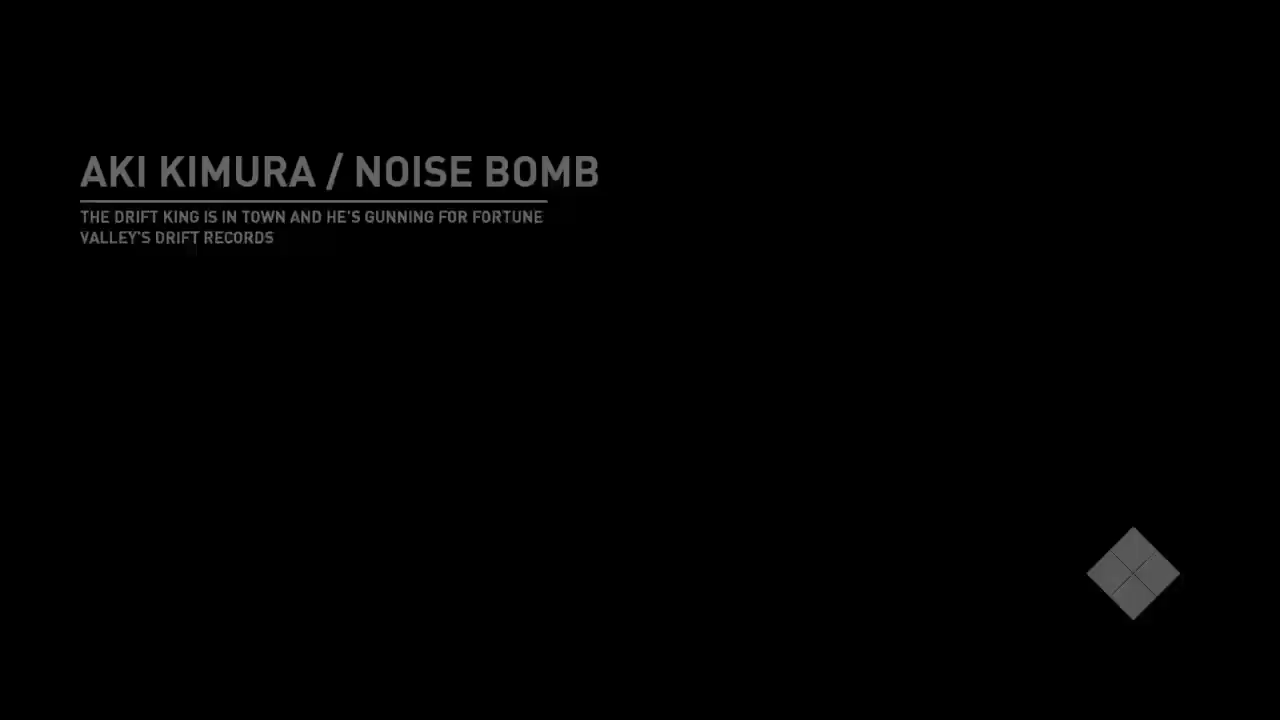 AKI KIMURA / NOISE BOMB
THE DRIFT KING IS IN TOWN AND HE'S GUNNING FOR FORTUNE
VALLEY'S DRIFT RECORDS